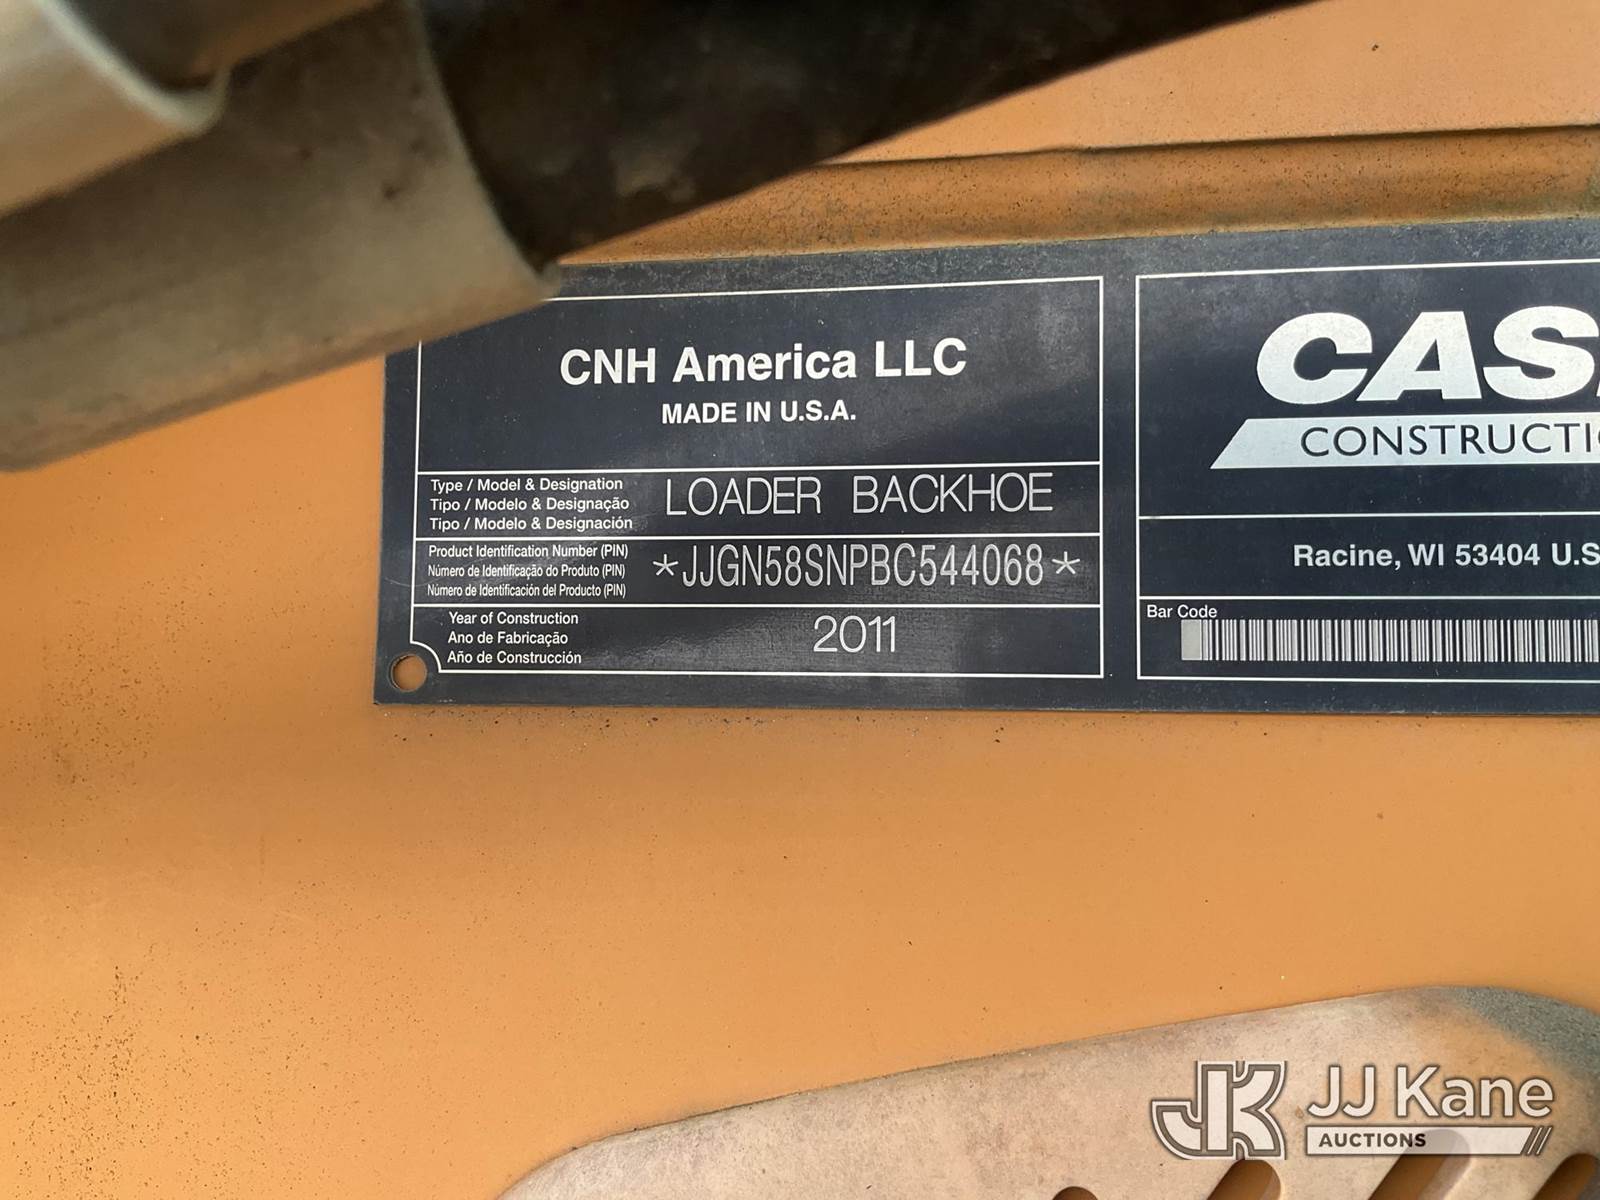 CNH America LLC
MADE IN U.S.A.
Type / Model & Designation
Tipo / Modelo & Designação
Tipo / Modelo & Designación
LOADER BACKHOE
Product Identification Number (PIN)
Número de Identificação do Produto (PIN)
Número de Identificación del Producto (PIN)
*JJGN58SNPBC544068*
Year of Construction
Ano de Fabricação
Año de Construcción
2011
CAS
CONSTRUCTI
Racine, WI 53404 U.S
Bar Code
JK JJ Kane
AUCTIONS